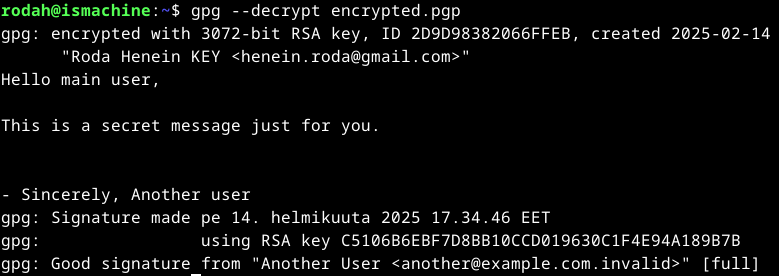 rodah@ismachine:~$ gpg --decrypt encrypted.pgp
gpg: encrypted with 3072-bit RSA key, ID 2D9D98382066FFEB, created 2025-02-14
      "Roda Henein KEY <henein.roda@gmail.com>"
Hello main user,

This is a secret message just for you.


- Sincerely, Another user
gpg: Signature made pe 14. helmikuuta 2025 17.34.46 EET
gpg:                using RSA key C5106B6EBF7D8BB10CCD019630C1F4E94A189B7B
gpg: Good signature from "Another User <another@example.com.invalid>" [full]